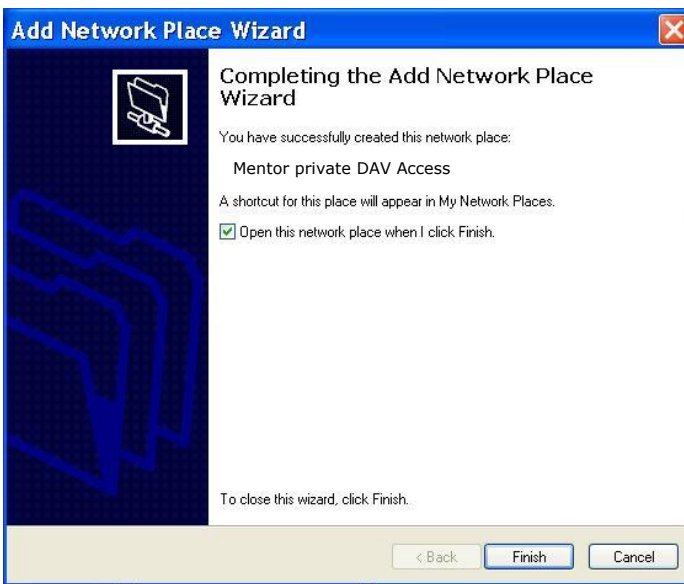 Add Network Place Wizard
Completing the Add Network Place
Wizard
You have successfully created this network place:
Mentor private DAV Access
A shortcut for this place will appear in My Network Places.
Open this network place when I click Finish.
To close this wizard, click Finish.
< Back
Finish
Cancel